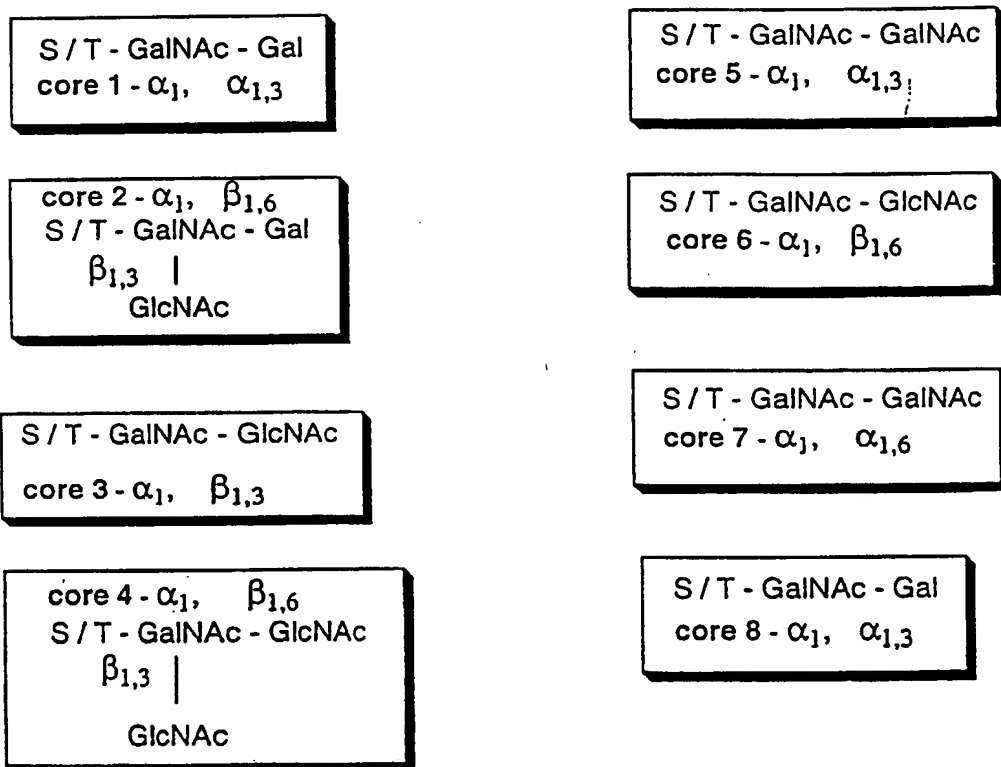 S / T - GalNAc - Gal
core 1 - α1, α1,3
core 2 - α1, β1,6
S / T - GalNAc - Gal
β1,3 |
GlcNAc
S / T - GalNAc - GlcNAc
core 3 - α1, β1,3
core 4 - α1, β1,6
S / T - GalNAc - GlcNAc
β1,3 |
GlcNAc
S / T - GalNAc - GalNAc
core 5 - α1, α1,3
S / T - GalNAc - GlcNAc
core 6 - α1, β1,6
S / T - GalNAc - GalNAc
core 7 - α1, α1,6
S / T - GalNAc - Gal
core 8 - α1, α1,3